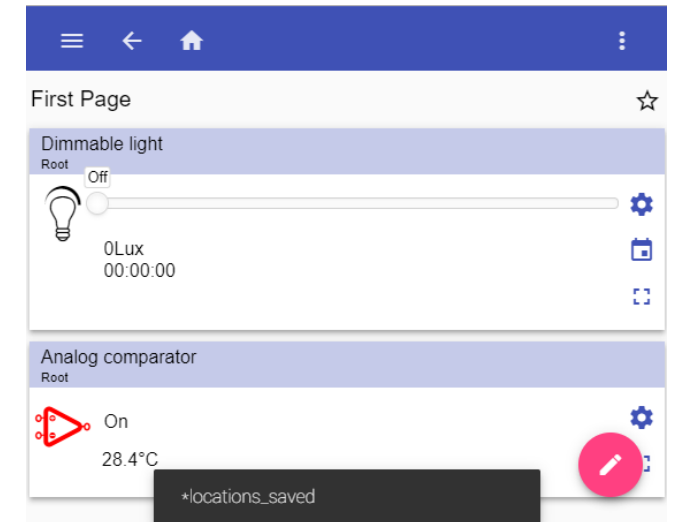 First Page
Dimmable light
Root
Off
0Lux
00:00:00
Analog comparator
Root
On
28.4°C
*locations_saved